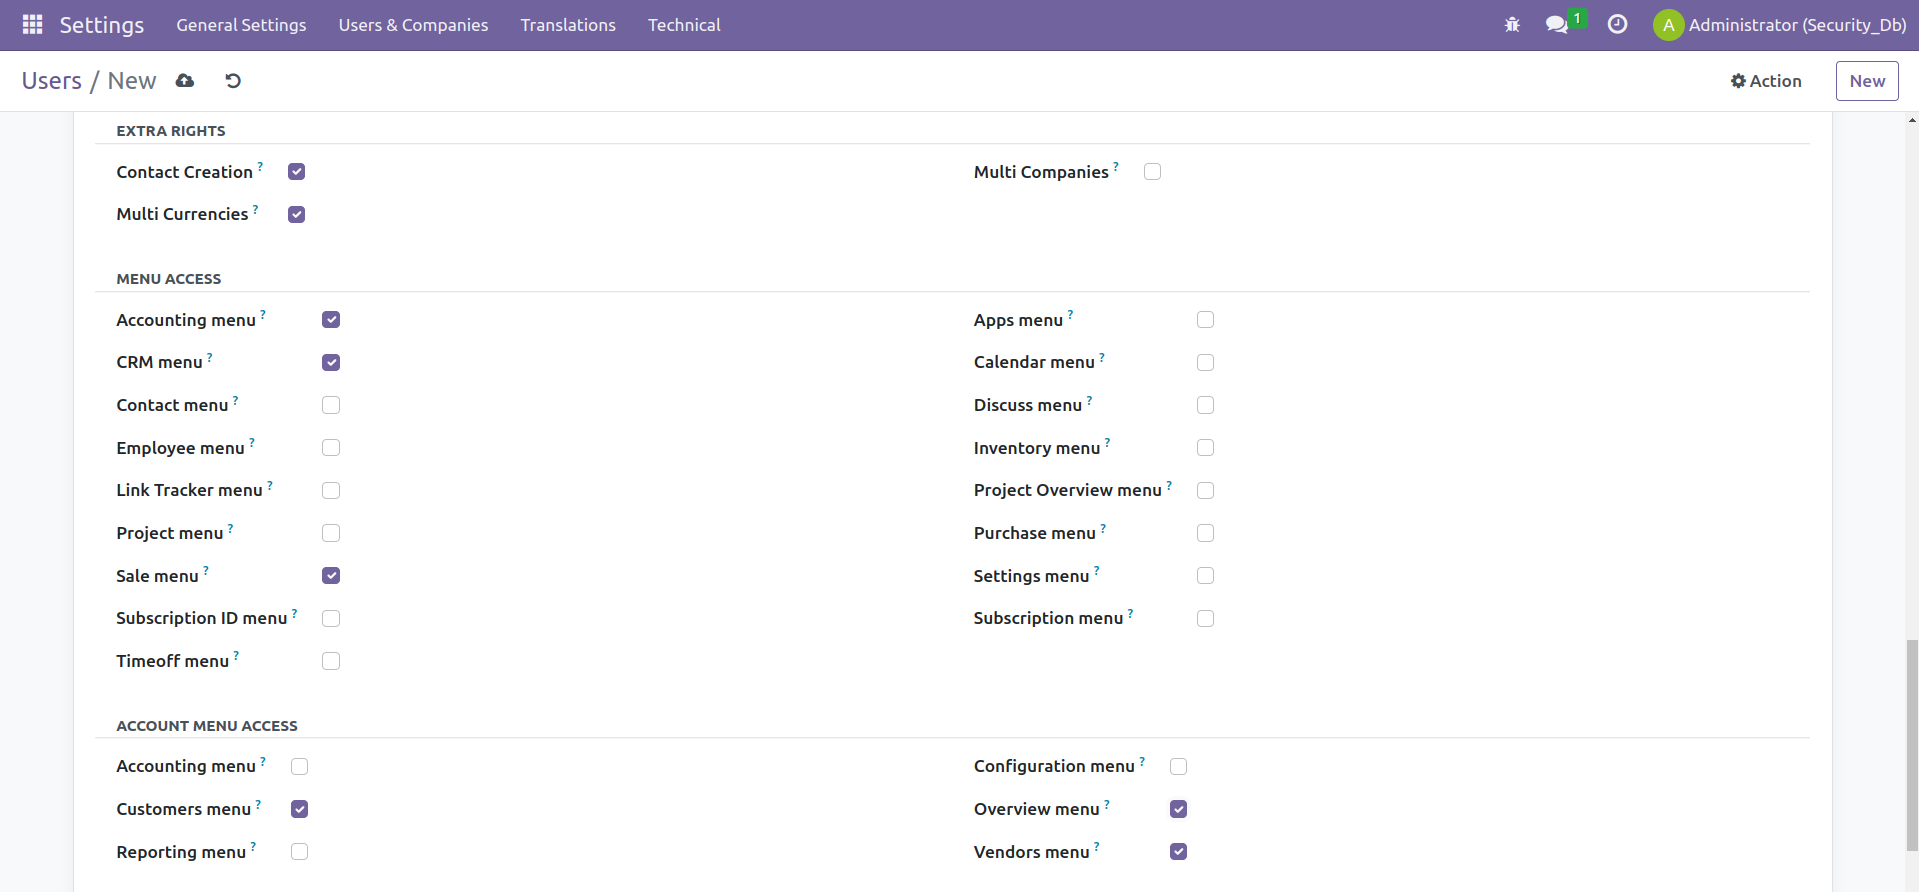 Settings General Settings Users & Companies Translations Technical 1 A Administrator (Security_Db)
Users / New Action New
EXTRA RIGHTS
Contact Creation ? Multi Companies ?
Multi Currencies ?
MENU ACCESS
Accounting menu ? Apps menu ?
CRM menu ? Calendar menu ?
Contact menu ? Discuss menu ?
Employee menu ? Inventory menu ?
Link Tracker menu ? Project Overview menu ?
Project menu ? Purchase menu ?
Sale menu ? Settings menu ?
Subscription ID menu ? Subscription menu ?
Timeoff menu ?
ACCOUNT MENU ACCESS
Accounting menu ? Configuration menu ?
Customers menu ? Overview menu ?
Reporting menu ? Vendors menu ?